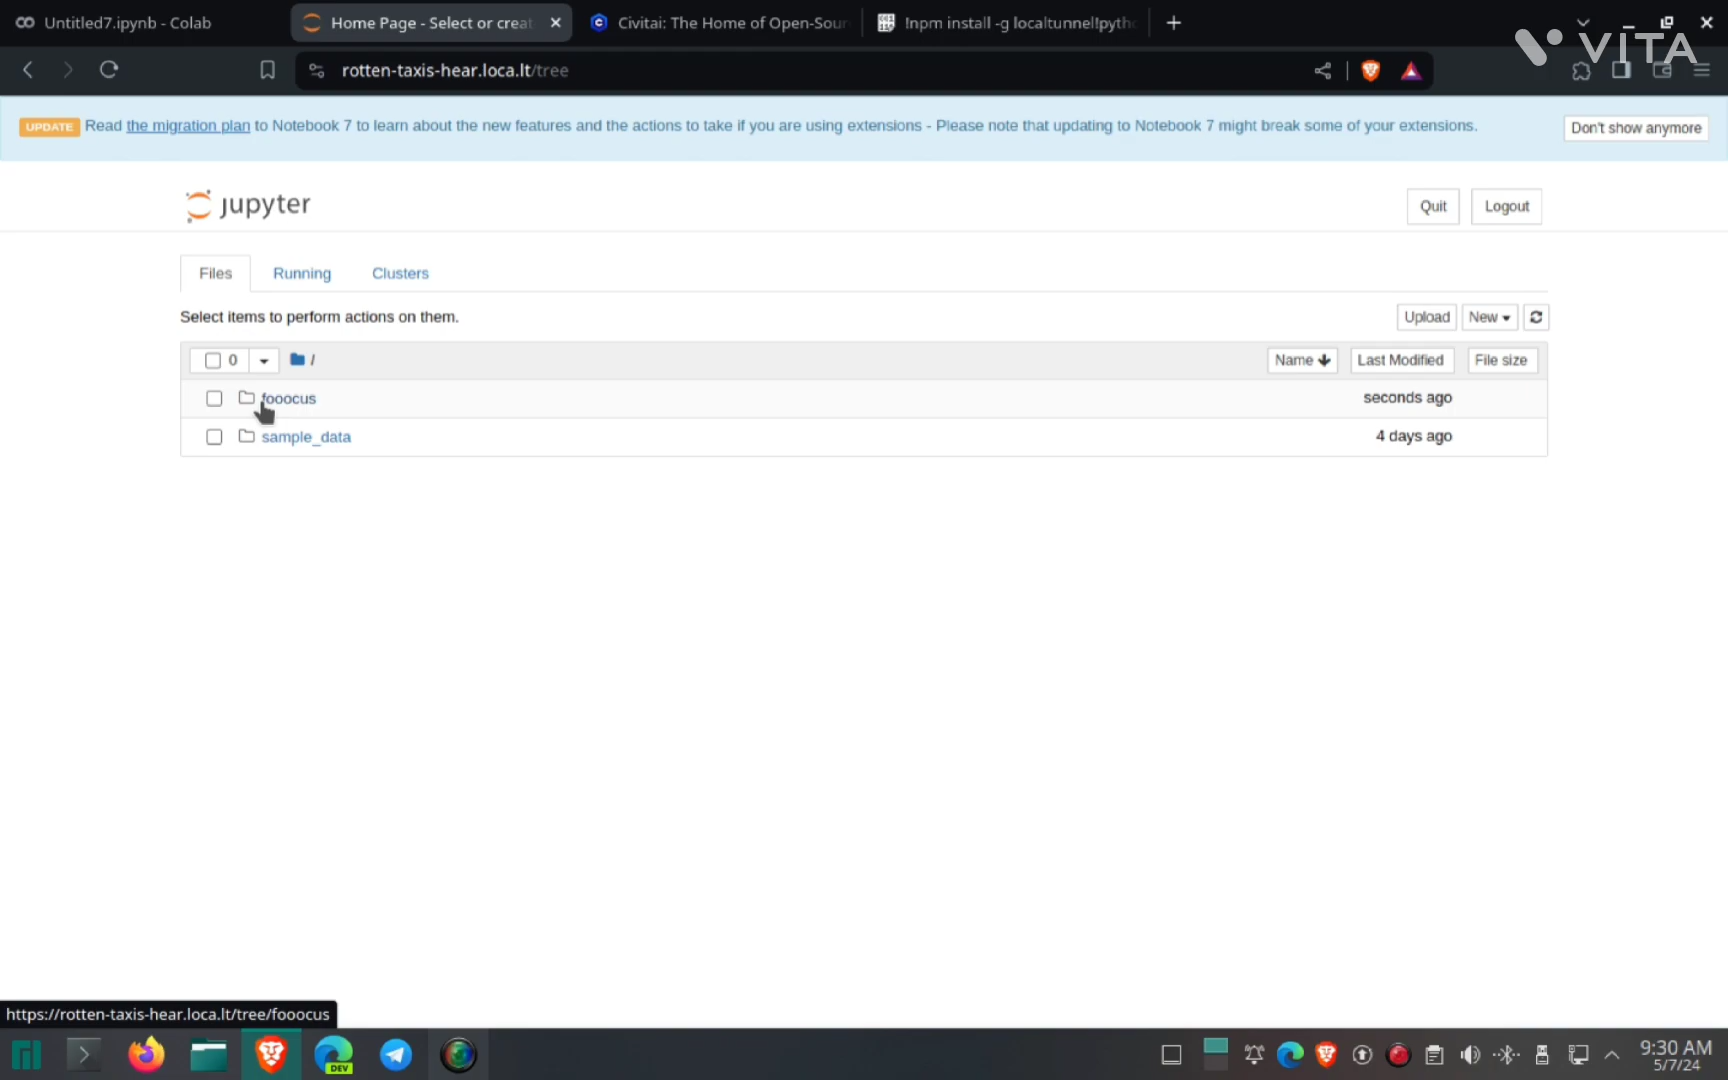 Untitled7.ipynb - Colab
Home Page - Select or creat
Civitai: The Home of Open-Sour
!npm install -g localtunnel!pytho
VITA
rotten-taxis-hear.loca.lt/tree
UPDATE Read the migration plan to Notebook 7 to learn about the new features and the actions to take if you are using extensions - Please note that updating to Notebook 7 might break some of your extensions.
Don't show anymore
jupyter
Quit
Logout
Files
Running
Clusters
Select items to perform actions on them.
Upload
New
0
/
Name
Last Modified
File size
fooocus
seconds ago
sample_data
4 days ago
https://rotten-taxis-hear.loca.lt/tree/fooocus
DEV
9:30 AM
5/7/24